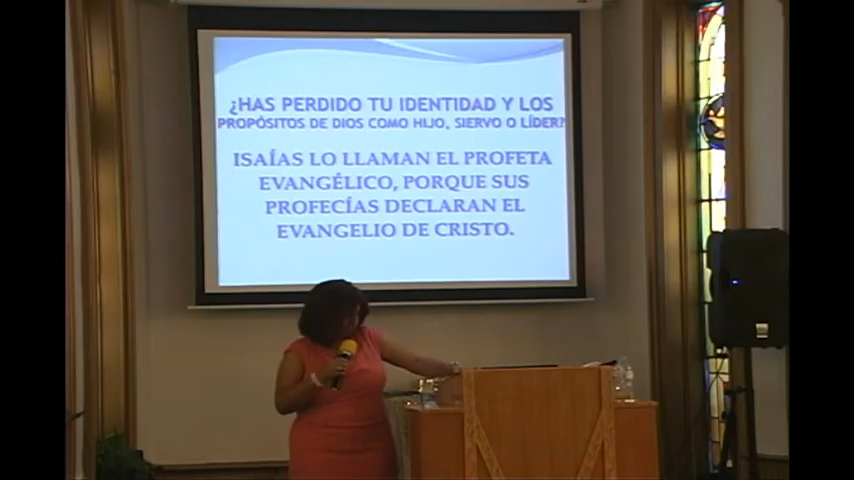 ¿HAS PERDIDO TU IDENTIDAD Y LOS
PROPÓSITOS DE DIOS COMO HIJO, SIERVO O LÍDER?
ISAÍAS LO LLAMAN EL PROFETA
EVANGÉLICO, PORQUE SUS
PROFECÍAS DECLARAN EL
EVANGELIO DE CRISTO.